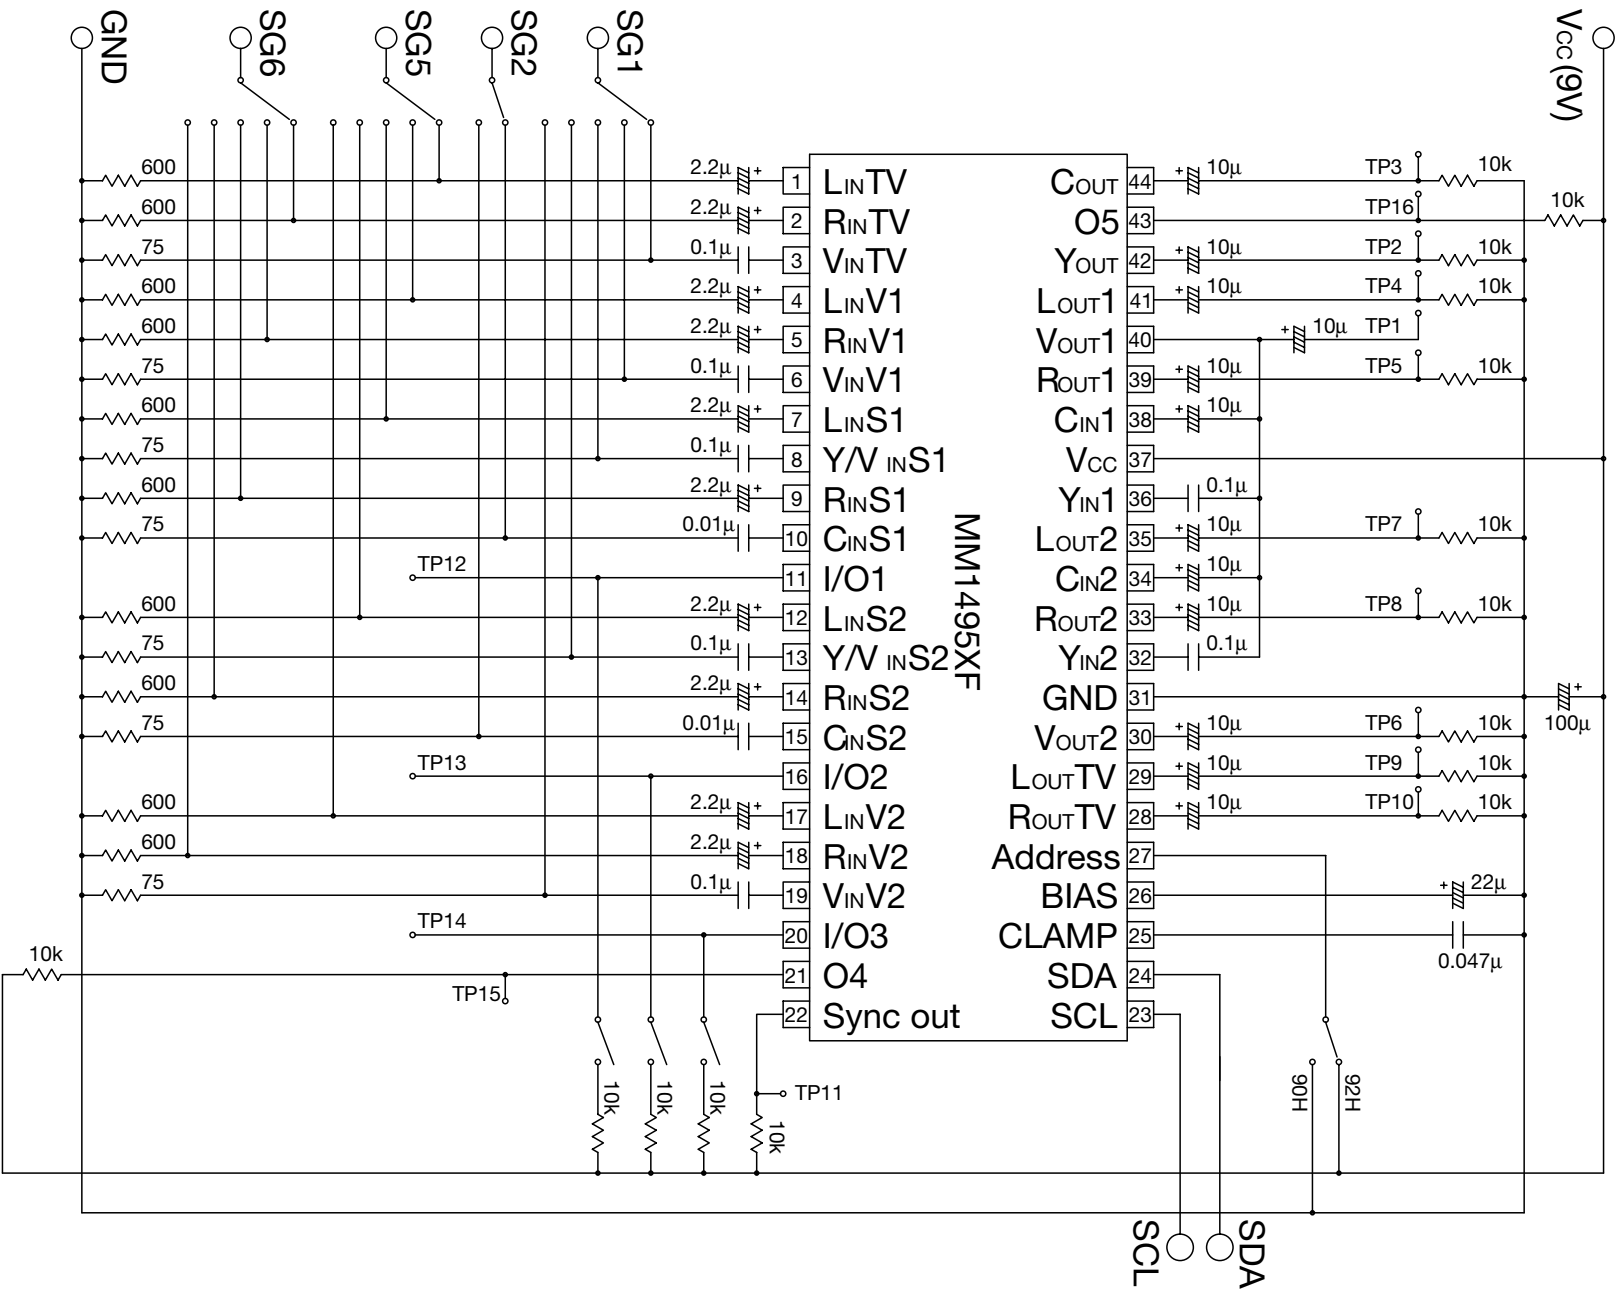 GND
SG6
SG5
SG2
SG1
Vcc (9V)
MM1495XF
600 2.2µ + 1 LINTV
600 2.2µ + 2 RINTV
75 0.1µ 3 VINTV
600 2.2µ + 4 LINV1
600 2.2µ + 5 RINV1
75 0.1µ 6 VINV1
600 2.2µ + 7 LINS1
75 0.1µ 8 Y/V INS1
600 2.2µ + 9 RINS1
75 0.01µ 10 CINS1
TP12 11 I/O1
600 2.2µ + 12 LINS2
75 0.1µ 13 Y/V INS2
600 2.2µ + 14 RINS2
75 0.01µ 15 CINS2
TP13 16 I/O2
600 2.2µ + 17 LINV2
600 2.2µ + 18 RINV2
75 0.1µ 19 VINV2
TP14 20 I/O3
10k TP15 21 O4
22 Sync out
COUT 44 + 10µ TP3 10k
O5 43 TP16 10k
YOUT 42 + 10µ TP2 10k
LOUT1 41 + 10µ TP4 10k
VOUT1 40 + 10µ TP1
ROUT1 39 + 10µ TP5 10k
CIN1 38 + 10µ
VCC 37
YIN1 36 0.1µ
LOUT2 35 + 10µ TP7 10k
CIN2 34 + 10µ
ROUT2 33 + 10µ TP8 10k
YIN2 32 0.1µ
GND 31 + 100µ
VOUT2 30 + 10µ TP6 10k
LOUTTV 29 + 10µ TP9 10k
ROUTTV 28 + 10µ TP10 10k
Address 27
BIAS 26 + 22µ
CLAMP 25 0.047µ
SDA 24
SCL 23
10k
10k
10k
TP11
10k
90H
92H
SCL
SDA